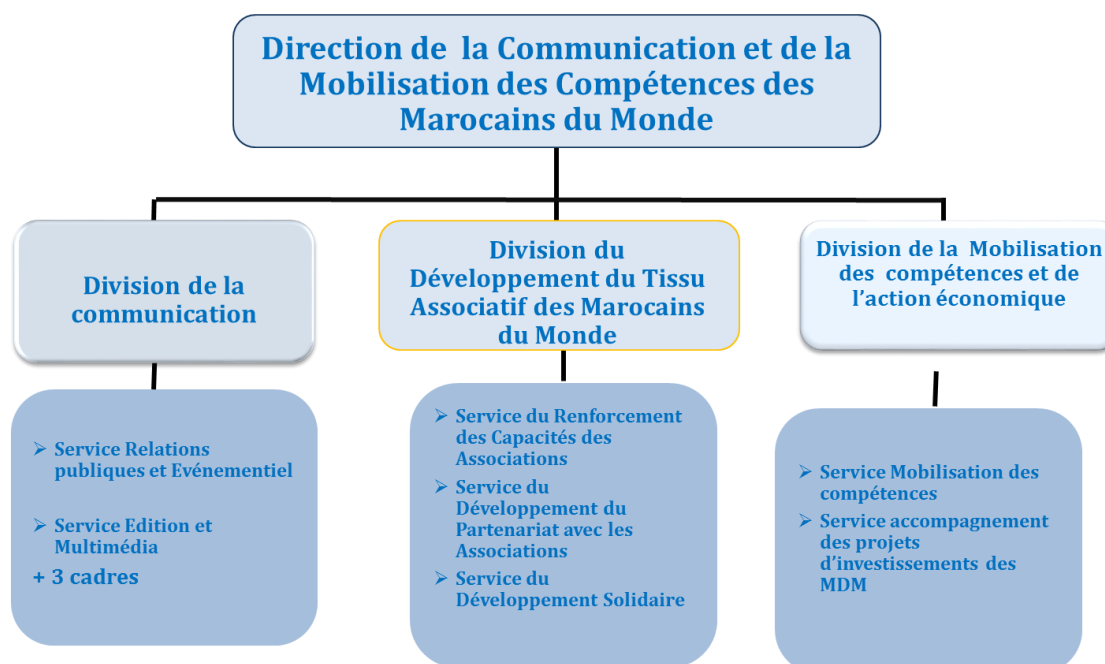 Direction de la Communication et de la
Mobilisation des Compétences des
Marocains du Monde
Division de la
communication
Division du
Développement du Tissu
Associatif des Marocains
du Monde
Division de la Mobilisation
des compétences et de
l’action économique
➢ Service Relations
publiques et Evénementiel
➢ Service Edition et
Multimédia
+ 3 cadres
➢ Service du Renforcement
des Capacités des
Associations
➢ Service du
Développement du
Partenariat avec les
Associations
➢ Service du
Développement Solidaire
➢ Service Mobilisation des
compétences
➢ Service accompagnement
des projets
d’investissements des
MDM